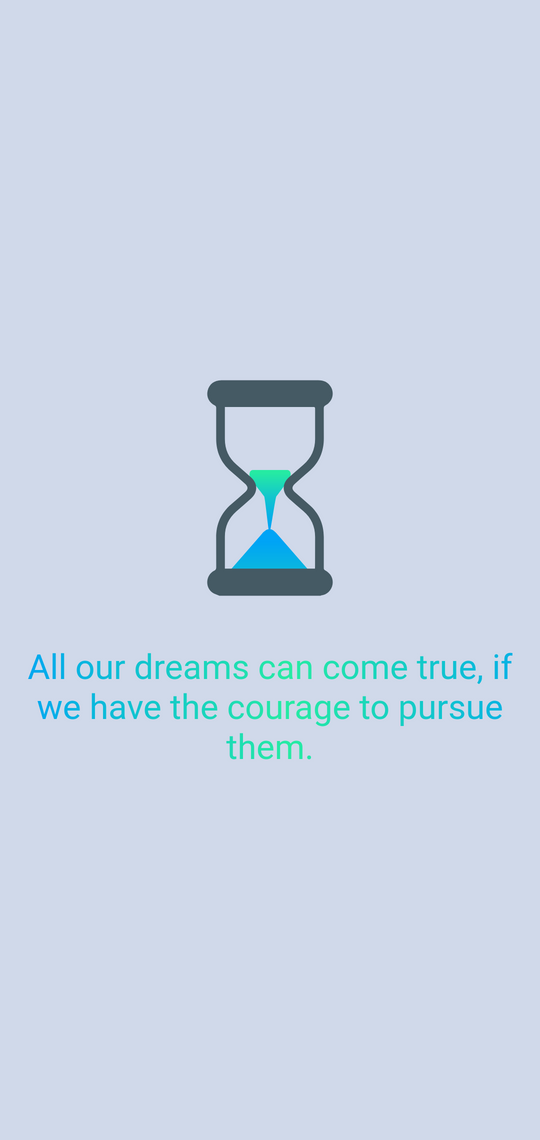 All our dreams can come true, if
we have the courage to pursue
them.